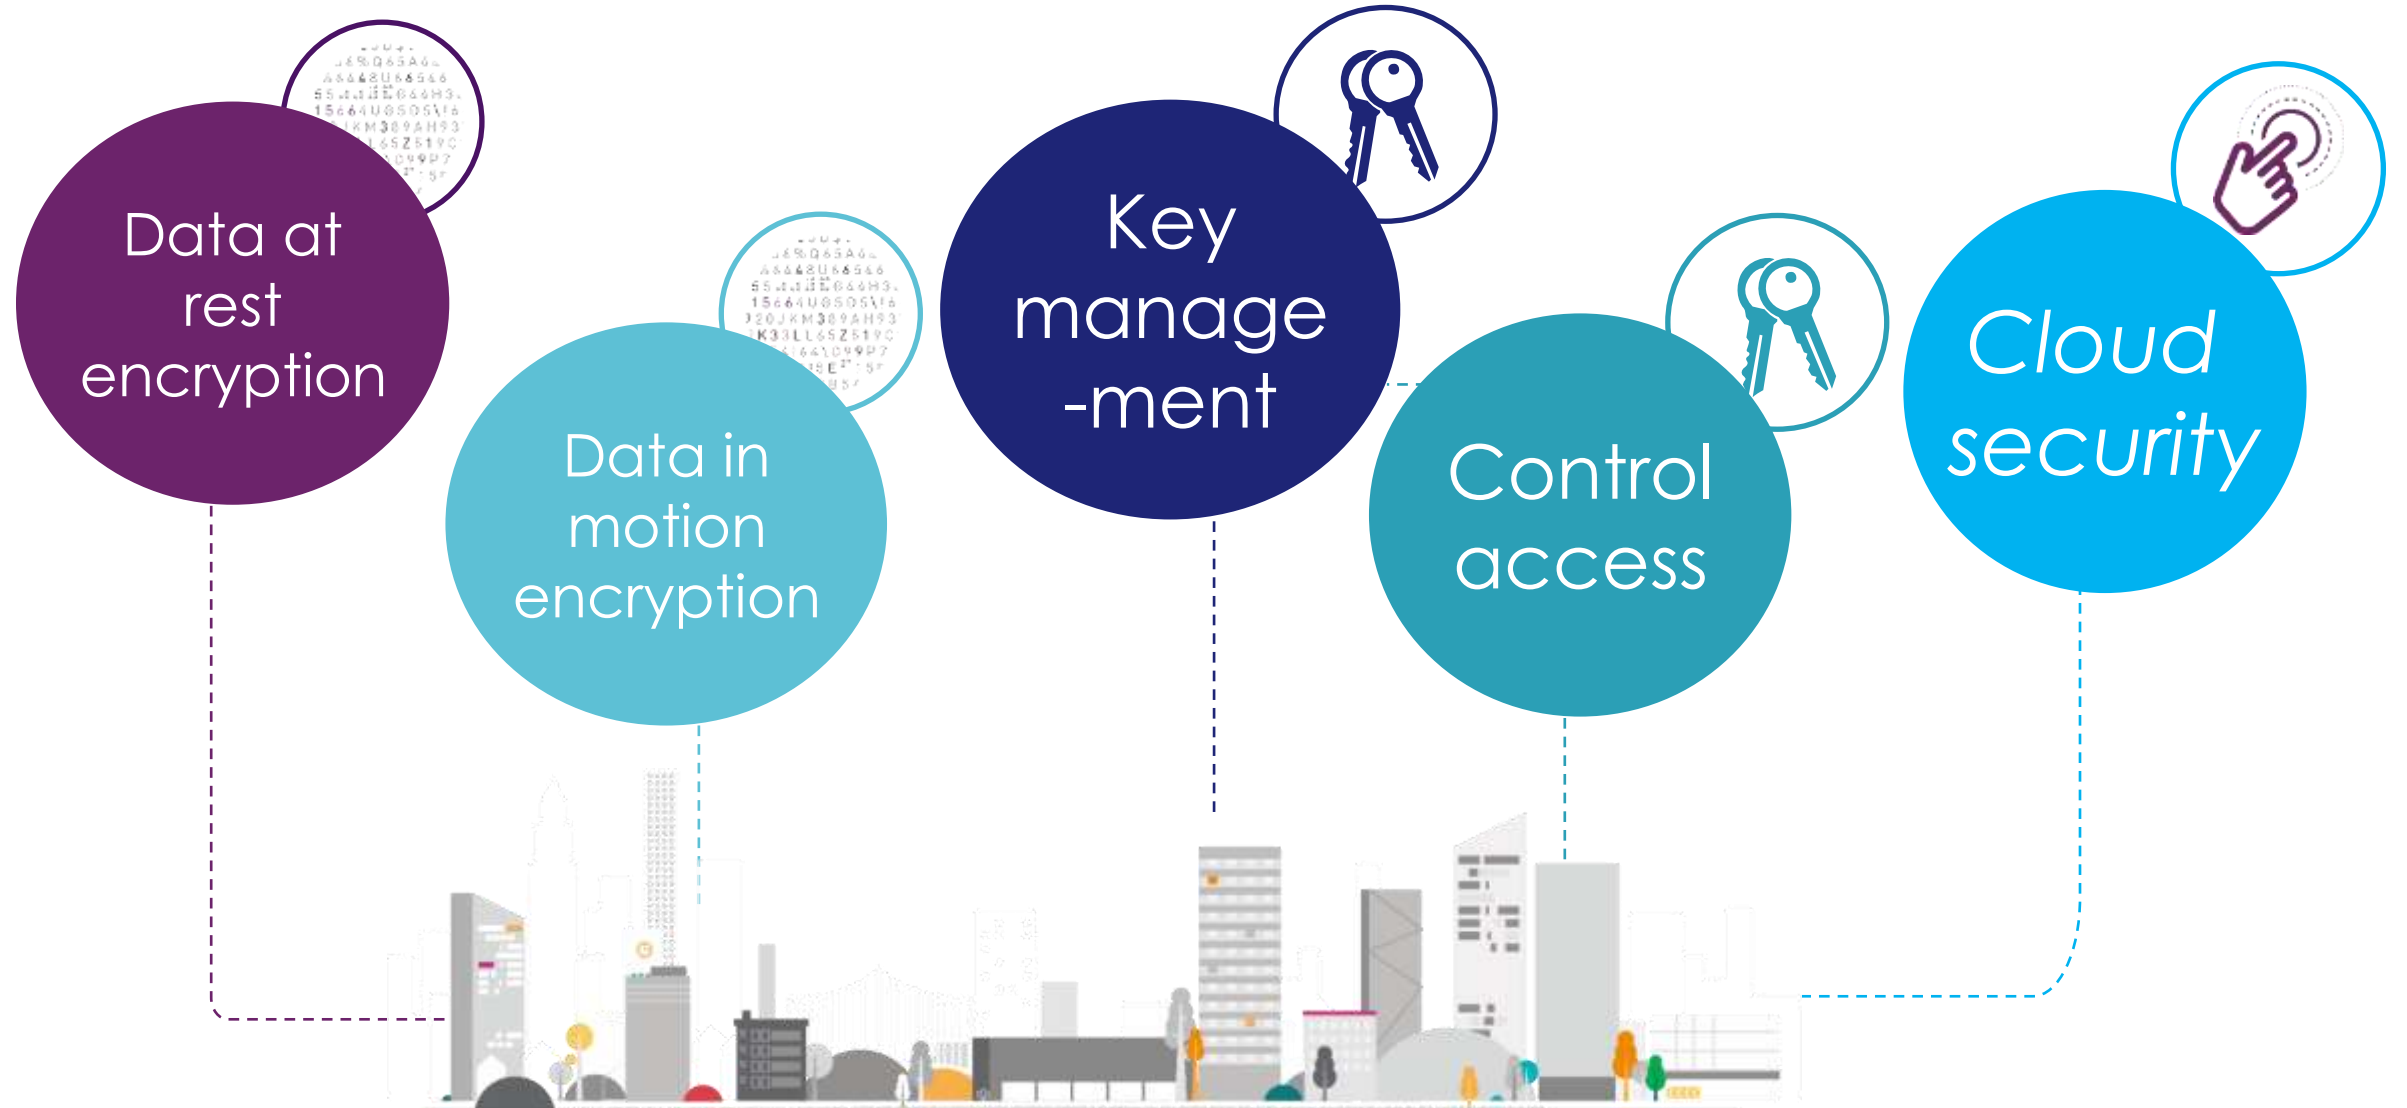 Data at
rest
encryption
Data in
motion
encryption
Key
manage
-ment
Control
access
Cloud
security